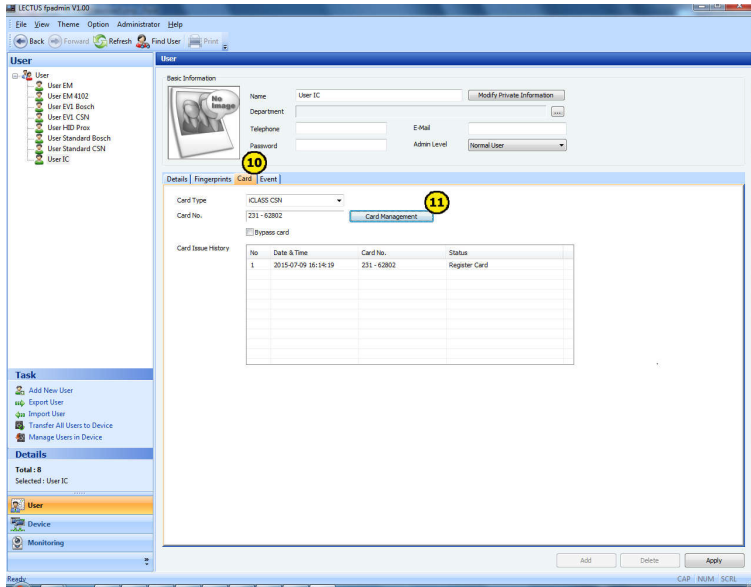 LECTUS fpadmin V1.00
File View Theme Option Administrator Help
Back Forward Refresh Find User Print
User
User
User EM
User EM 4102
User EV1 Bosch
User EV1 CSN
User HID Prox
User Standard Bosch
User Standard CSN
User IC
Task
Add New User
Export User
Import User
Transfer All Users to Device
Manage Users in Device
Details
Total : 8
Selected : User IC
User
Device
Monitoring
User
Basic Information
No Image
Name User IC Modify Private Information
Department ...
Telephone E-Mail
Password Admin Level Normal User
10
Details Fingerprints Card Event
Card Type iCLASS CSN
11
Card No. 231 - 62802 Card Management
Bypass card
Card Issue History
No Date & Time Card No. Status
1 2015-07-09 16:14:19 231 - 62802 Register Card
Add Delete Apply
Ready CAP NUM SCRL